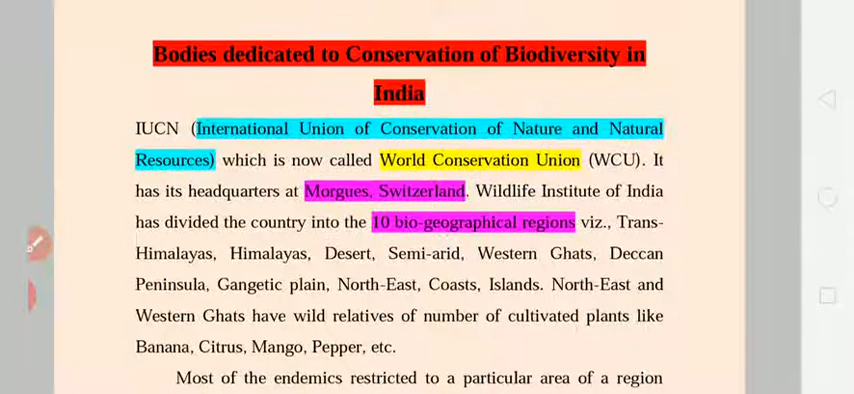 Bodies dedicated to Conservation of Biodiversity in
India
IUCN (International Union of Conservation of Nature and Natural
Resources) which is now called World Conservation Union (WCU). It
has its headquarters at Morgues, Switzerland. Wildlife Institute of India
has divided the country into the 10 bio-geographical regions viz., Trans-
Himalayas, Himalayas, Desert, Semi-arid, Western Ghats, Deccan
Peninsula, Gangetic plain, North-East, Coasts, Islands. North-East and
Western Ghats have wild relatives of number of cultivated plants like
Banana, Citrus, Mango, Pepper, etc.
Most of the endemics restricted to a particular area of a region